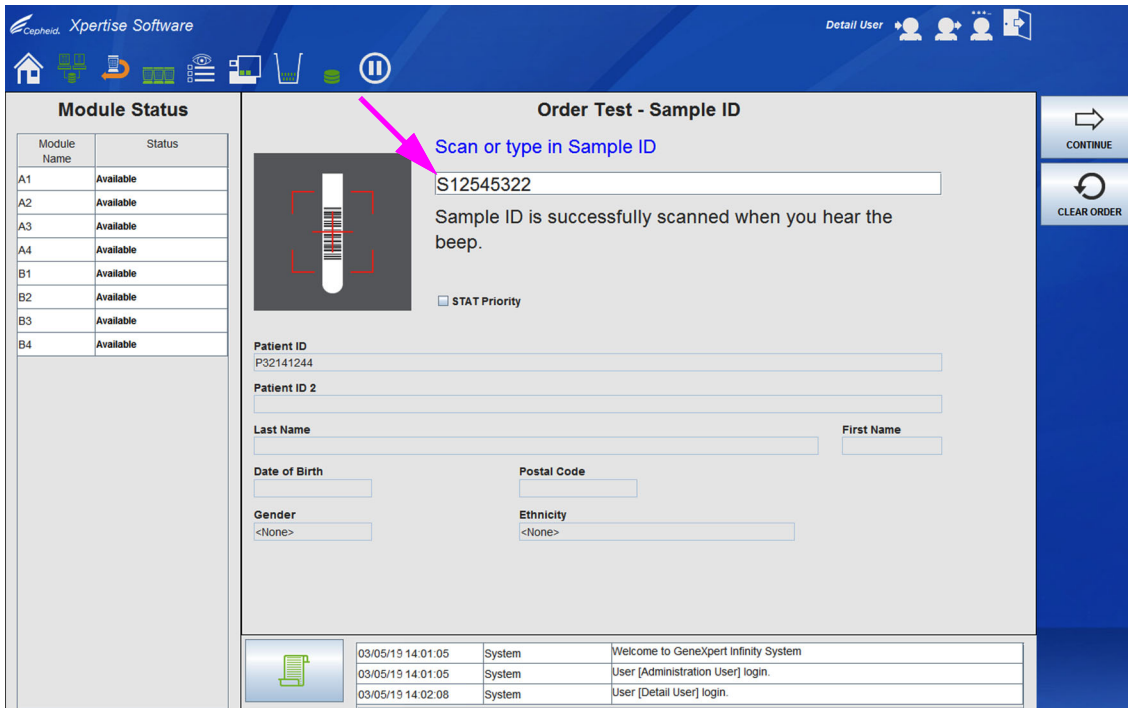 Cepheid. Xpertise Software
Detail User
Module Status
Module Name Status
A1 Available
A2 Available
A3 Available
A4 Available
B1 Available
B2 Available
B3 Available
B4 Available
Order Test - Sample ID
Scan or type in Sample ID
S12545322
Sample ID is successfully scanned when you hear the
beep.
STAT Priority
Patient ID
P32141244
Patient ID 2
Last Name First Name
Date of Birth Postal Code
Gender Ethnicity
<None> <None>
03/05/19 14:01:05 System Welcome to GeneXpert Infinity System
03/05/19 14:01:05 System User [Administration User] login.
03/05/19 14:02:08 System User [Detail User] login.
CONTINUE
CLEAR ORDER